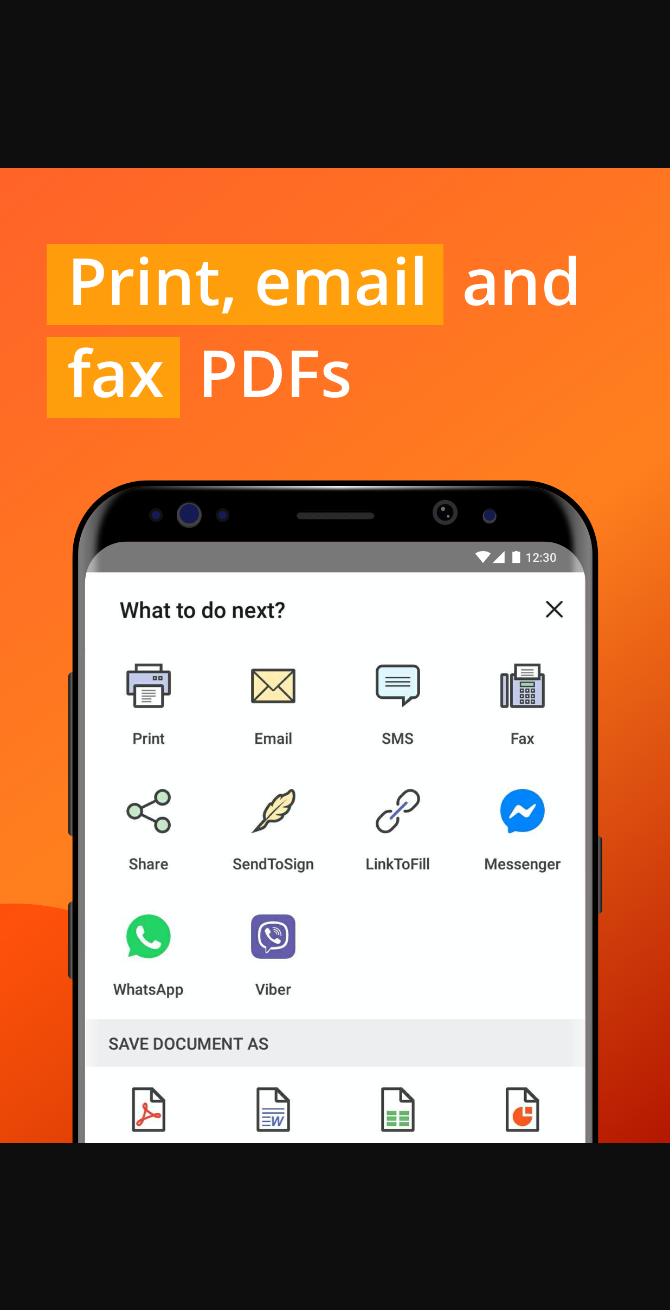 Print, email and
fax PDFs
12:30
What to do next?
Print Email SMS Fax
Share SendToSign LinkToFill Messenger
WhatsApp Viber
SAVE DOCUMENT AS
W